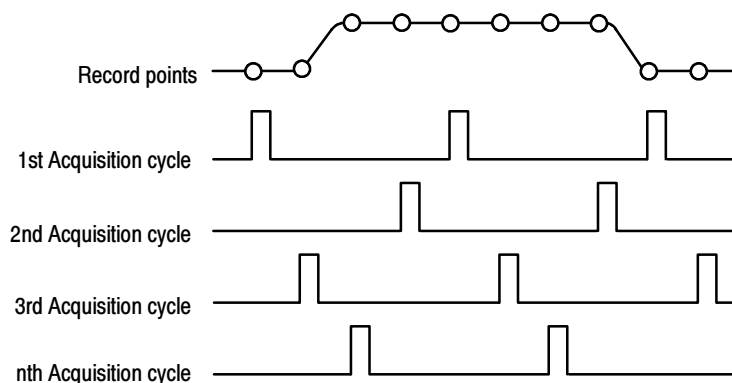 Record points
1st Acquisition cycle
2nd Acquisition cycle
3rd Acquisition cycle
nth Acquisition cycle